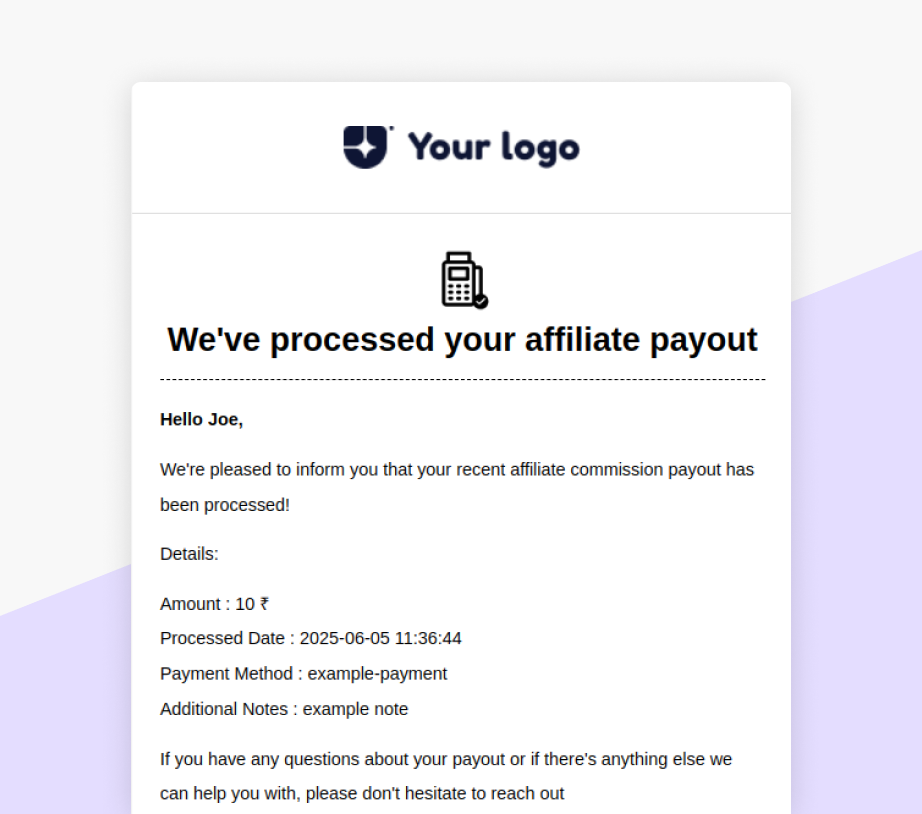 Your logo
We've processed your affiliate payout
Hello Joe,
We're pleased to inform you that your recent affiliate commission payout has
been processed!
Details:
Amount : 10 ₹
Processed Date : 2025-06-05 11:36:44
Payment Method : example-payment
Additional Notes : example note
If you have any questions about your payout or if there's anything else we
can help you with, please don't hesitate to reach out